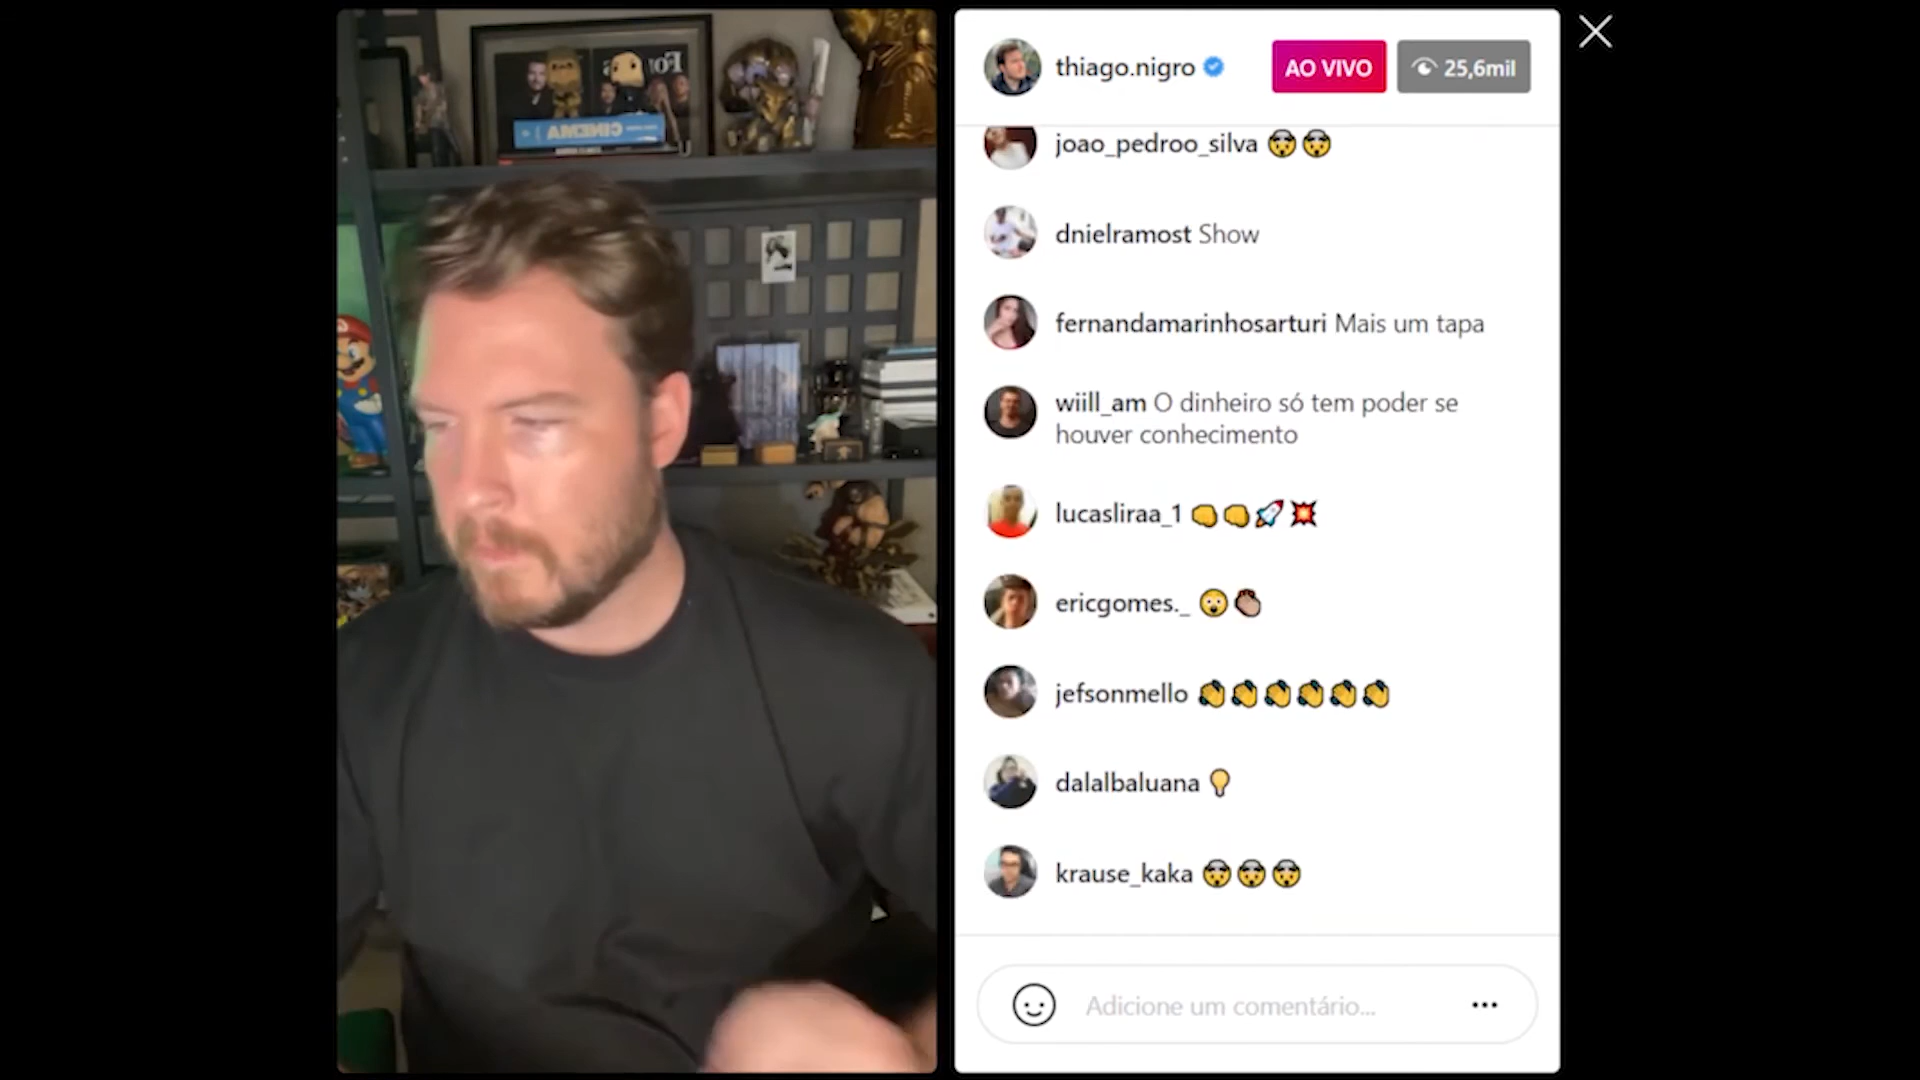 thiago.nigro
AO VIVO
25,6mil
joao_pedroo_silva 🤯🤯
dnielramost Show
fernandamarinhosarturi Mais um tapa
wiill_am O dinheiro só tem poder se
houver conhecimento
lucasliraa_1 👊👊🚀💥
ericgomes._ 😮👏🏽
jefsonmello 👏👏👏👏👏👏
dalalbaluana 💡
krause_kaka 🤯🤯🤯
Adicione um comentário...
CINEMA